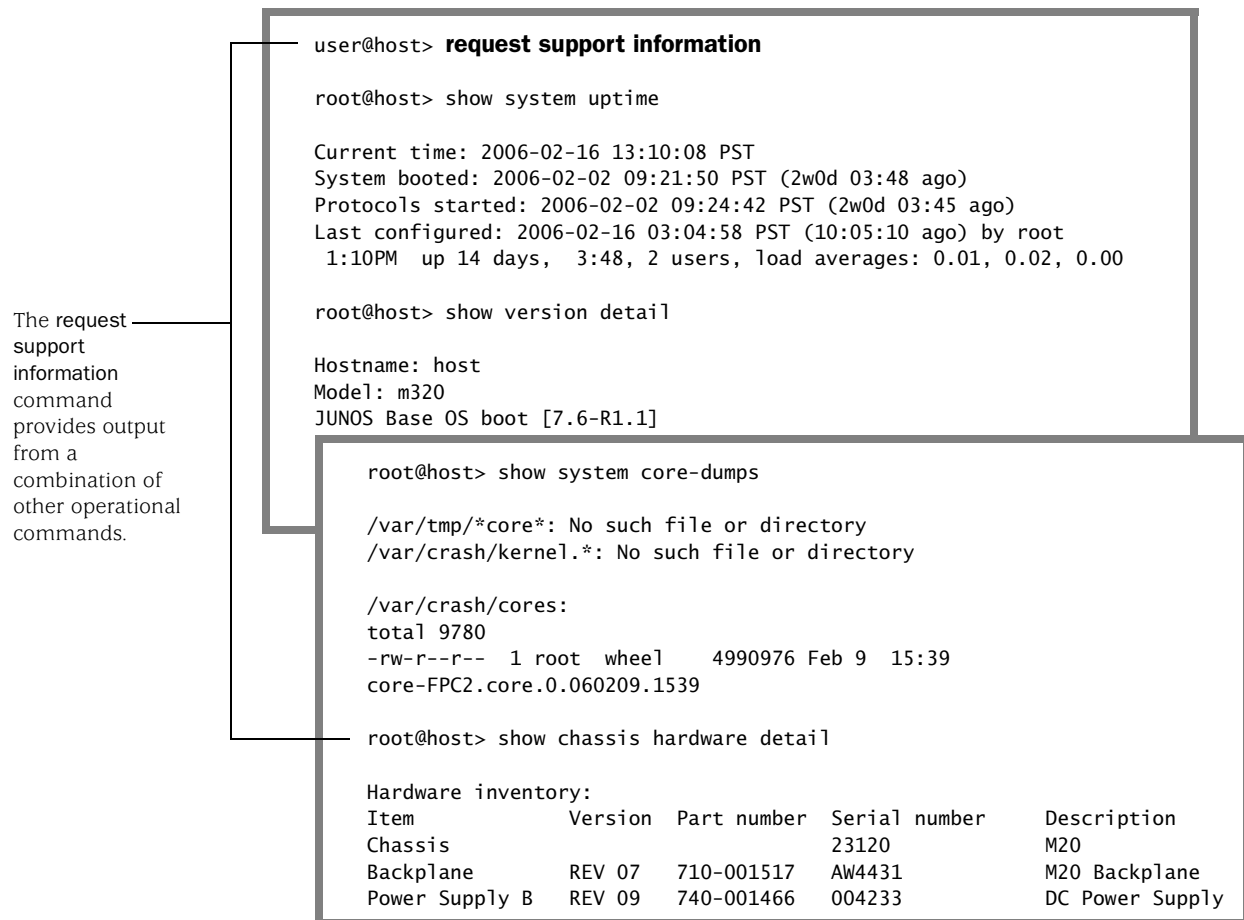 user@host> request support information
root@host> show system uptime
Current time: 2006-02-16 13:10:08 PST
System booted: 2006-02-02 09:21:50 PST (2w0d 03:48 ago)
Protocols started: 2006-02-02 09:24:42 PST (2w0d 03:45 ago)
Last configured: 2006-02-16 03:04:58 PST (10:05:10 ago) by root
1:10PM  up 14 days,  3:48, 2 users, load averages: 0.01, 0.02, 0.00
root@host> show version detail
Hostname: host
Model: m320
JUNOS Base OS boot [7.6-R1.1]
The request
support
information
command
provides output
from a
combination of
other operational
commands.
root@host> show system core-dumps
/var/tmp/*core*: No such file or directory
/var/crash/kernel.*: No such file or directory
/var/crash/cores:
total 9780
-rw-r--r--  1 root  wheel    4990976 Feb 9  15:39
core-FPC2.core.0.060209.1539
root@host> show chassis hardware detail
Hardware inventory:
Item             Version  Part number  Serial number     Description
Chassis                                23120             M20
Backplane        REV 07   710-001517   AW4431            M20 Backplane
Power Supply B   REV 09   740-001466   004233            DC Power Supply